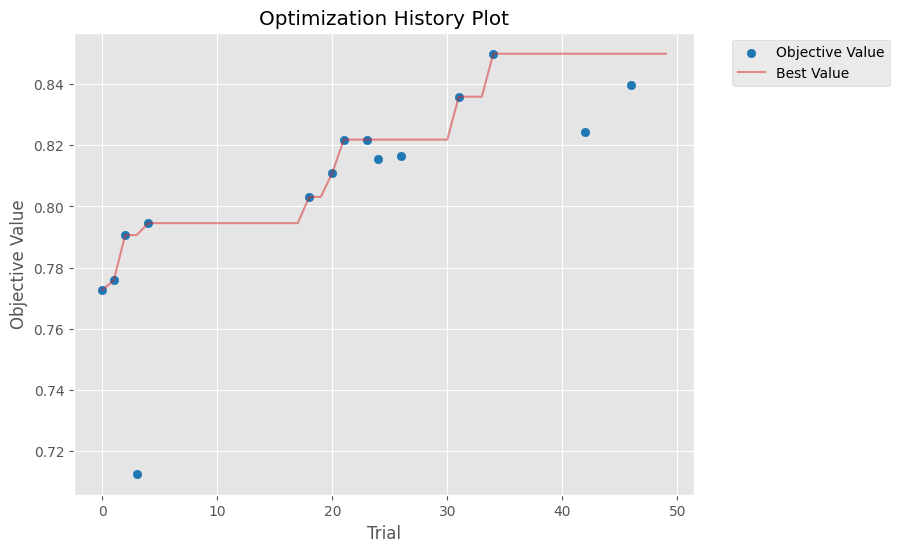 Optimization History Plot
Objective Value
Best Value
Objective Value
0.84
0.82
0.80
0.78
0.76
0.74
0.72
0 10 20 30 40 50
Trial